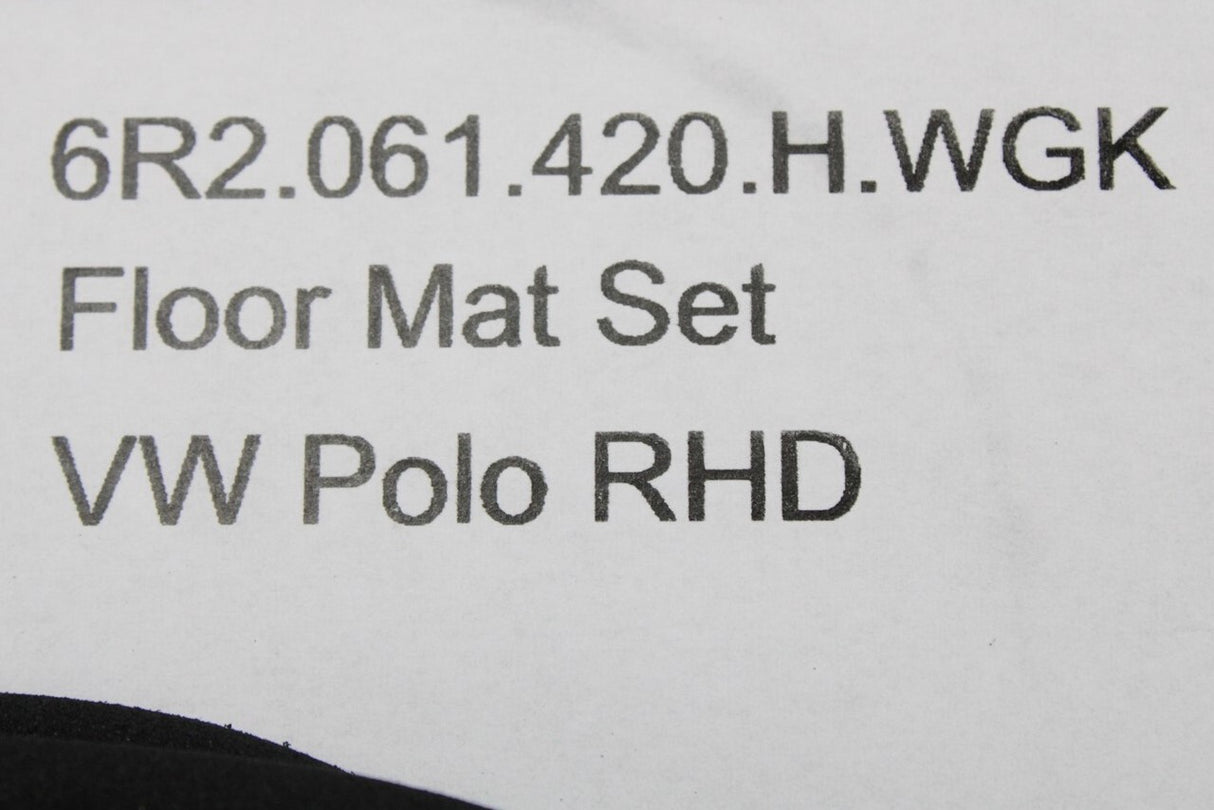 6R2.061.420.H.WGK
Floor Mat Set
VW Polo RHD